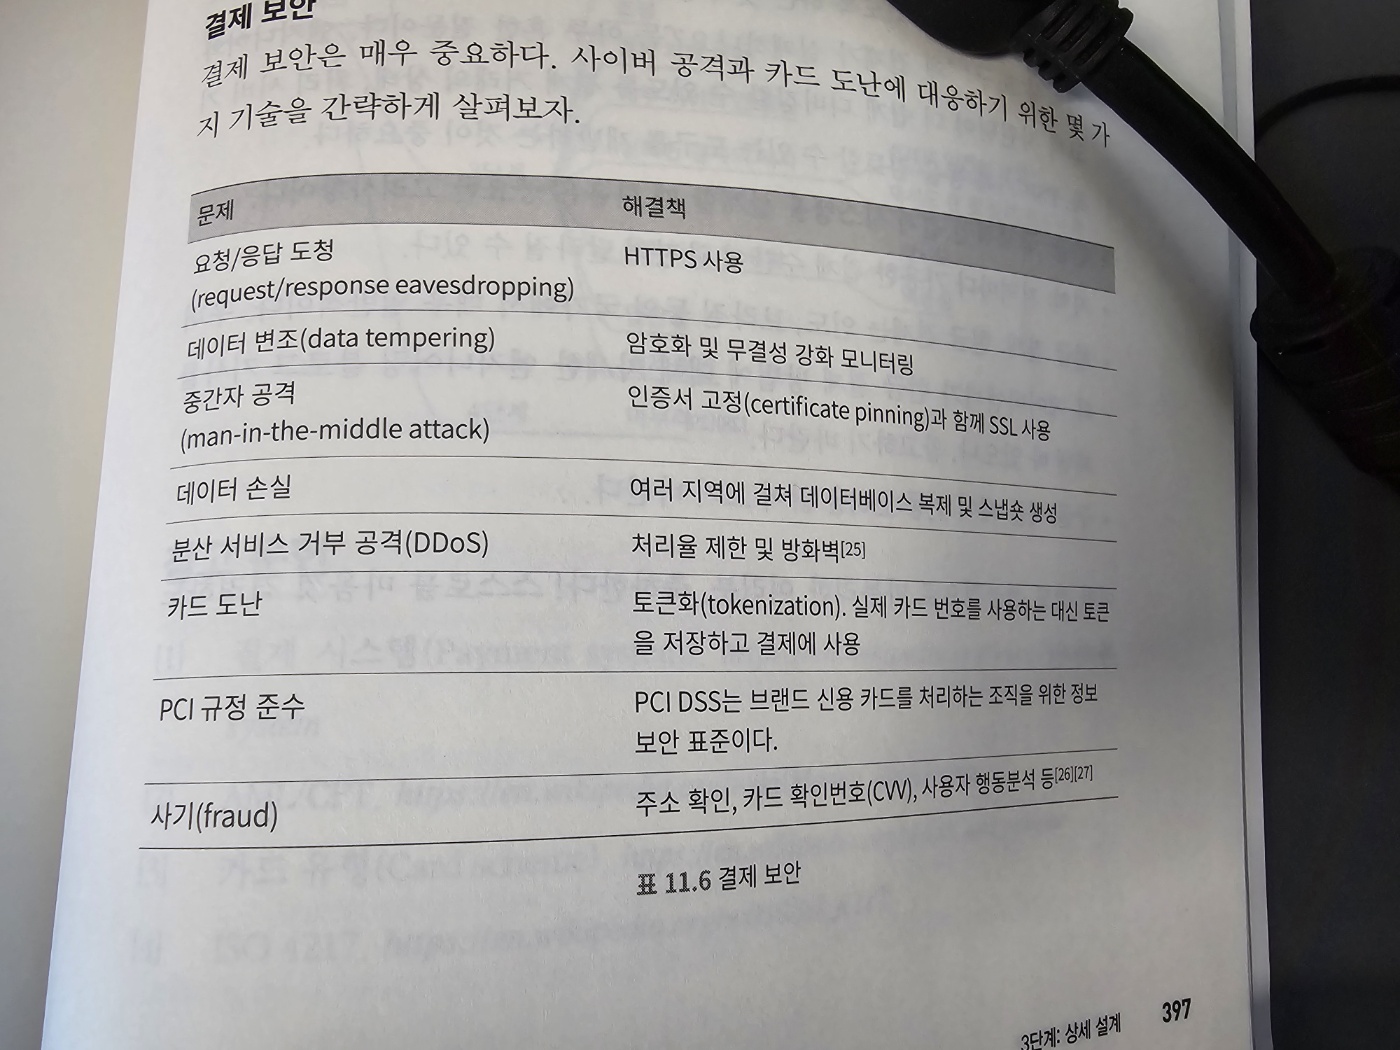 결제 보안
결제 보안은 매우 중요하다. 사이버 공격과 카드 도난에 대응하기 위한 몇 가
지 기술을 간략하게 살펴보자.
문제 해결책
요청/응답 도청 HTTPS 사용
(request/response eavesdropping)
데이터 변조(data tempering) 암호화 및 무결성 강화 모니터링
중간자 공격 인증서 고정(certificate pinning)과 함께 SSL 사용
(man-in-the-middle attack)
데이터 손실 여러 지역에 걸쳐 데이터베이스 복제 및 스냅숏 생성
분산 서비스 거부 공격(DDoS) 처리율 제한 및 방화벽[25]
카드 도난 토큰화(tokenization). 실제 카드 번호를 사용하는 대신 토큰
을 저장하고 결제에 사용
PCI 규정 준수 PCI DSS는 브랜드 신용 카드를 처리하는 조직을 위한 정보
보안 표준이다.
사기(fraud) 주소 확인, 카드 확인번호(CVV), 사용자 행동분석 등[26][27]
표 11.6 결제 보안
3단계: 상세 설계 397